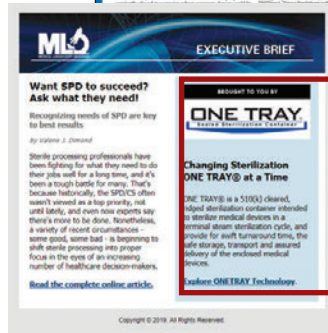 MLO
EXECUTIVE BRIEF
Want SPD to succeed?
Ask what they need!
Recognizing needs of SPD are key
to best results
By Valerie J. Dimond
Sterile processing professionals have
been fighting for what they need to do
their jobs well for a long time, and it's
been a tough battle for many. That's
because historically, the SPD/CS often
wasn't viewed as a top priority, not
until lately, and even now experts say
there's more to be done. Nonetheless,
a variety of recent circumstances -
some good, some bad - is beginning to
shift sterile processing into proper
focus in the eyes of an increasing
number of healthcare decision-makers.
Read the complete online article.
BROUGHT TO YOU BY
ONE TRAY
Sealed Sterilization Container
Changing Sterilization
ONE TRAY® at a Time
ONE TRAY® is a 510(k) cleared,
ridged sterilization container intended
to sterilize medical devices in a
terminal steam sterilization cycle, and
provide for swift turnaround time, the
safe storage, transport and assured
delivery of the enclosed medical
devices.
Explore ONETRAY Technology.
Copyright © 2019. All Rights Reserved.